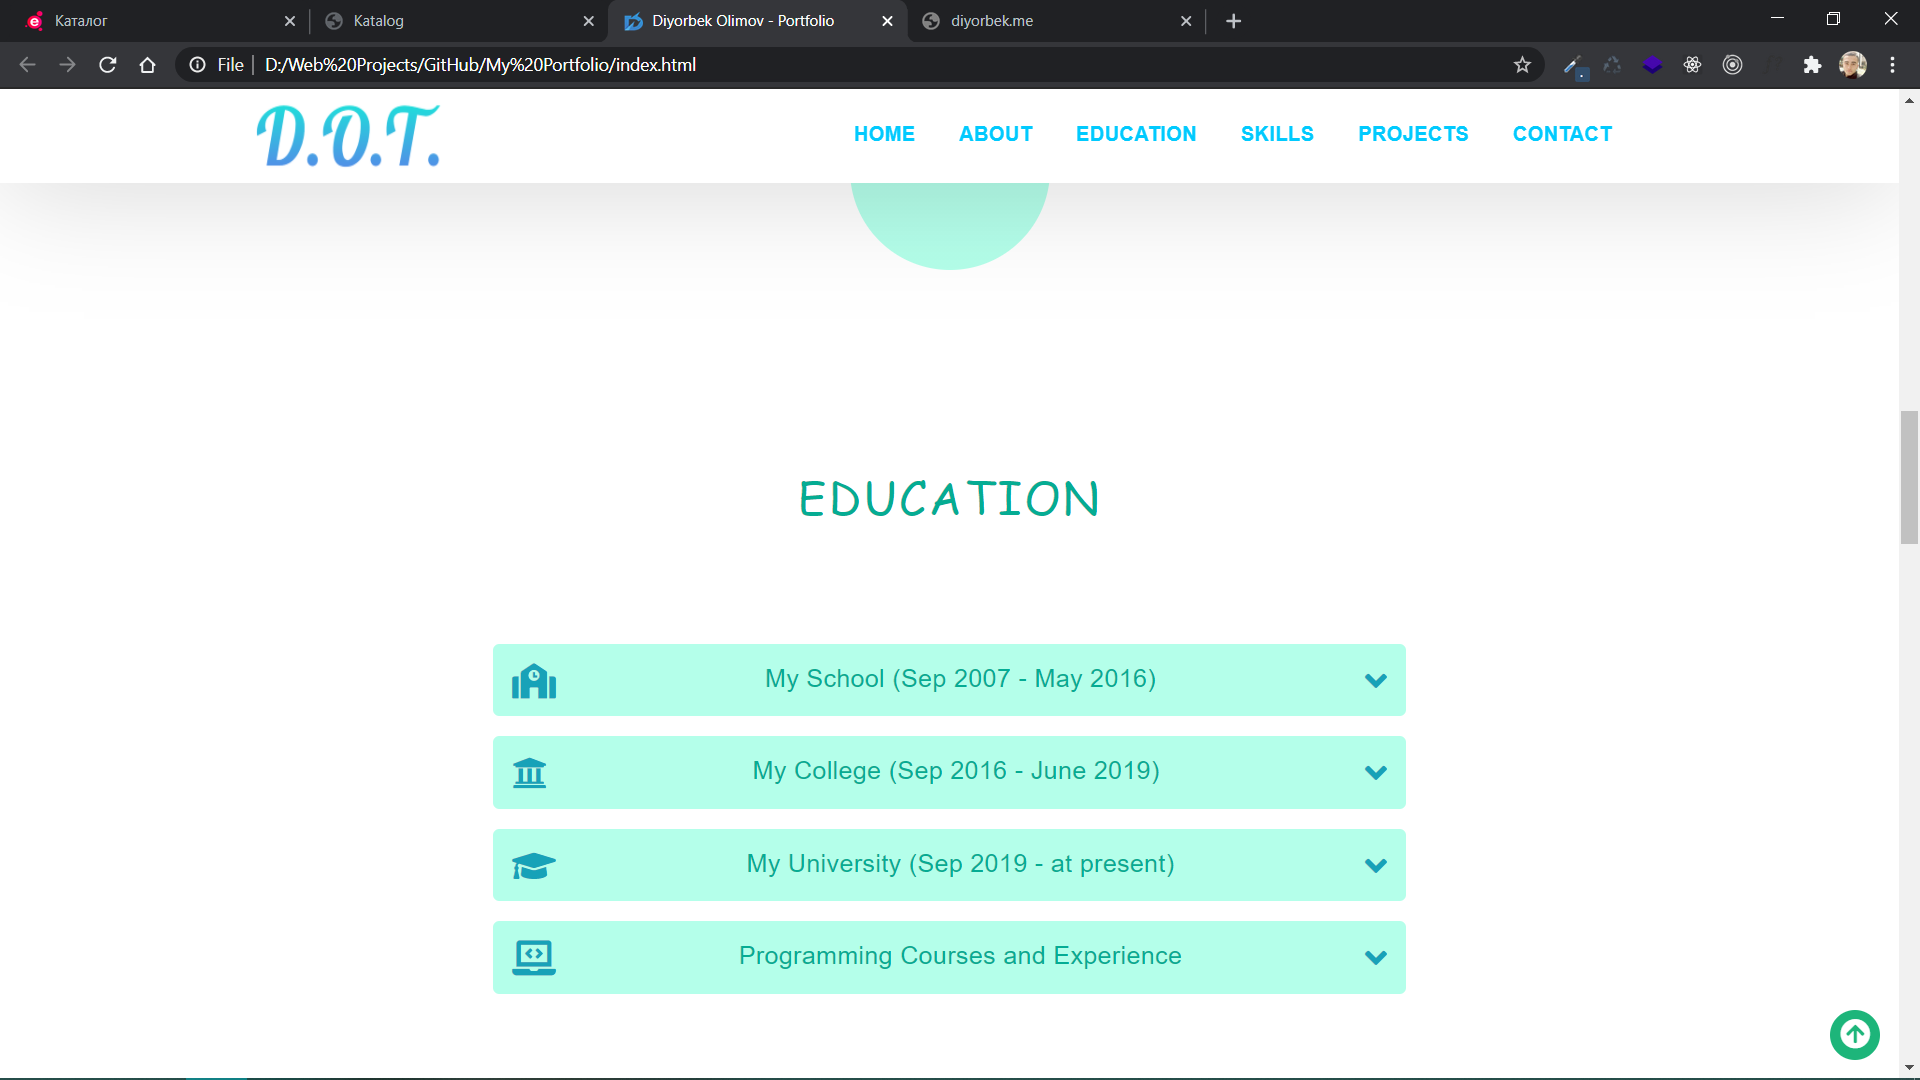 Каталог
Katalog
Diyorbek Olimov - Portfolio
diyorbek.me
File
D:/Web%20Projects/GitHub/My%20Portfolio/index.html
D.O.T.
HOME
ABOUT
EDUCATION
SKILLS
PROJECTS
CONTACT
EDUCATION
My School (Sep 2007 - May 2016)
My College (Sep 2016 - June 2019)
My University (Sep 2019 - at present)
Programming Courses and Experience